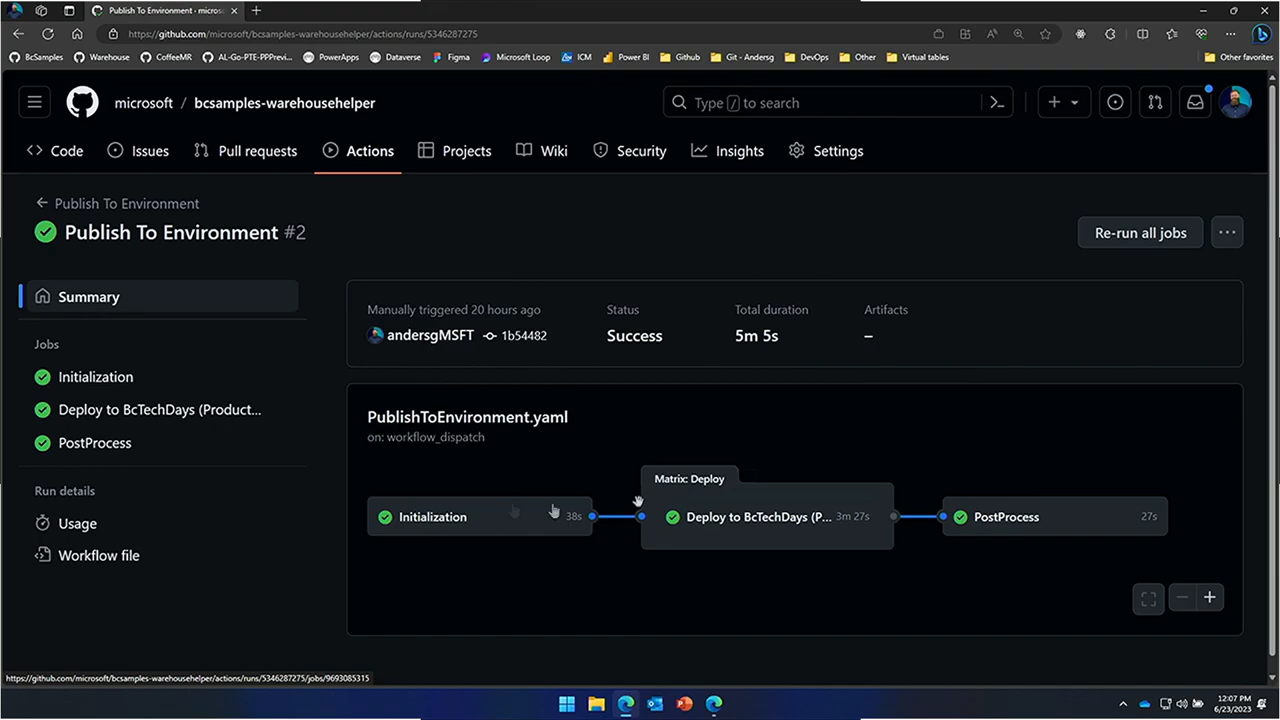 Publish To Environment · micros
https://github.com/microsoft/bcsamples-warehousehelper/actions/runs/5346287275
BcSamples Warehouse CoffeeMR AL-Go-PTE-PPPrevi... PowerApps Dataverse Figma Microsoft Loop ICM Power BI Github Git - Andersg DevOps Other Virtual tables Other favorites
microsoft / bcsamples-warehousehelper Type / to search
Code Issues Pull requests Actions Projects Wiki Security Insights Settings
Publish To Environment
Publish To Environment #2 Re-run all jobs
Summary
Jobs
Initialization
Deploy to BcTechDays (Product...
PostProcess
Run details
Usage
Workflow file
Manually triggered 20 hours ago Status Total duration Artifacts
andersgMSFT 1b54482 Success 5m 5s –
PublishToEnvironment.yaml
on: workflow_dispatch
Matrix: Deploy
Initialization 38s Deploy to BcTechDays (P... 3m 27s PostProcess 27s
https://github.com/microsoft/bcsamples-warehousehelper/actions/runs/5346287275/jobs/9693085315
12:07 PM
6/23/2023